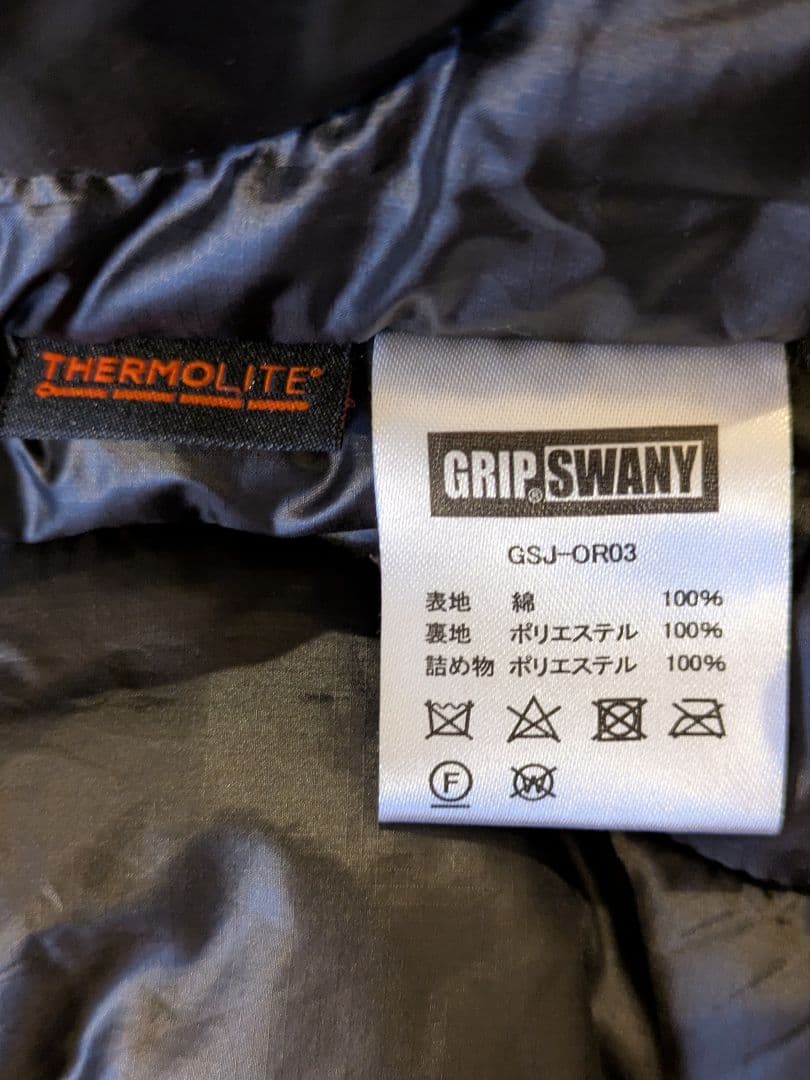 THERMOLITE®
GRIP® SWANY
GSJ-OR03
表地 綿 100%
裏地 ポリエステル 100%
詰め物 ポリエステル 100%
F W